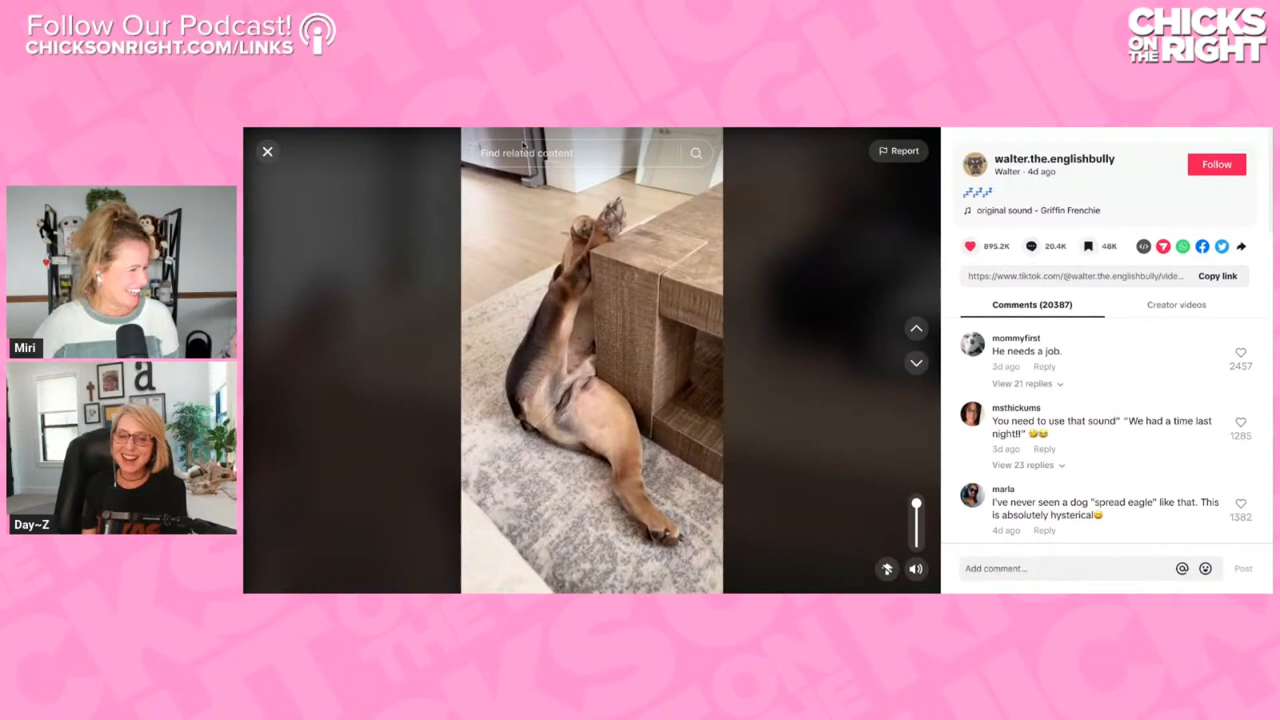 Follow Our Podcast!
CHICKSONRIGHT.COM/LINKS
CHICKS
ON THE
RIGHT
Find related content
Report
walter.the.englishbully
Walter · 4d ago
Follow
💤💤💤
original sound - Griffin Frenchie
895.2K
20.4K
48K
https://www.tiktok.com/@walter.the.englishbully/vide...
Copy link
Comments (20387)
Creator videos
mommyfirst
He needs a job.
3d ago Reply
2457
View 21 replies
msthickums
You need to use that sound" "We had a time last
night!!" 🤣😂
3d ago Reply
1285
View 23 replies
marla
I've never seen a dog "spread eagle" like that. This
is absolutely hysterical😄
4d ago Reply
1382
Add comment...
Post
Miri
a
Day~Z